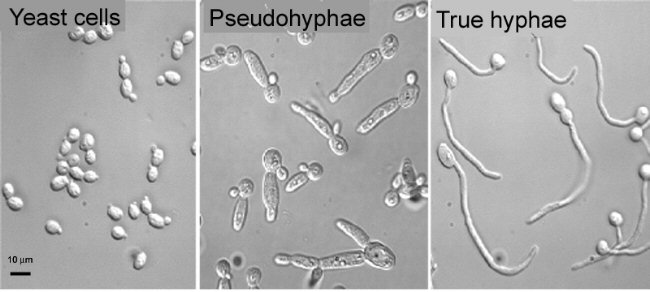 Yeast cells
Pseudohyphae
True hyphae
10 μm